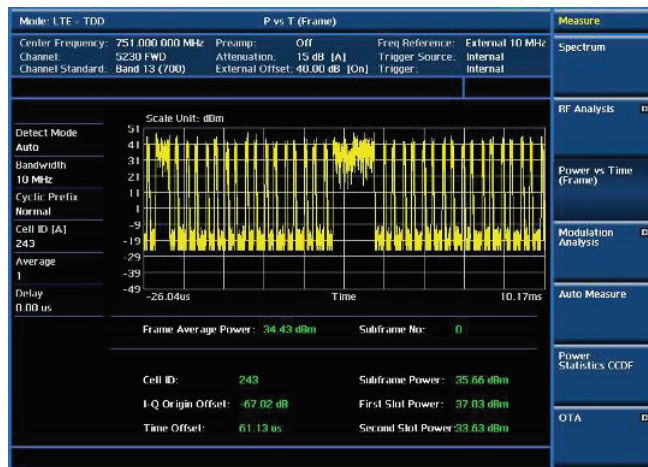 Mode: LTE - TDD
P vs T (Frame)
Center Frequency: 751.000 000 MHz
Preamp: Off
Freq Reference: External 10 MHz
Channel: 5230 FWD
Attenuation: 15 dB [A]
Trigger Source: Internal
Channel Standard: Band 13 (700)
External Offset: 40.00 dB [On]
Trigger: Internal
Scale Unit: dBm
51
41
31
21
11
1
-9
-19
-29
-39
-49
-26.04us
Time
10.17ms
Detect Mode
Auto
Bandwidth
10 MHz
Cyclic Prefix
Normal
Cell ID [A]
243
Average
1
Delay
0.00 us
Frame Average Power: 34.43 dBm
Subframe No: 0
Cell ID: 243
Subframe Power: 35.66 dBm
I-Q Origin Offset: -67.02 dB
First Slot Power: 37.03 dBm
Time Offset: 61.13 us
Second Slot Power: 33.63 dBm
Measure
Spectrum
RF Analysis
Power vs Time
(Frame)
Modulation
Analysis
Auto Measure
Power
Statistics CCDF
OTA